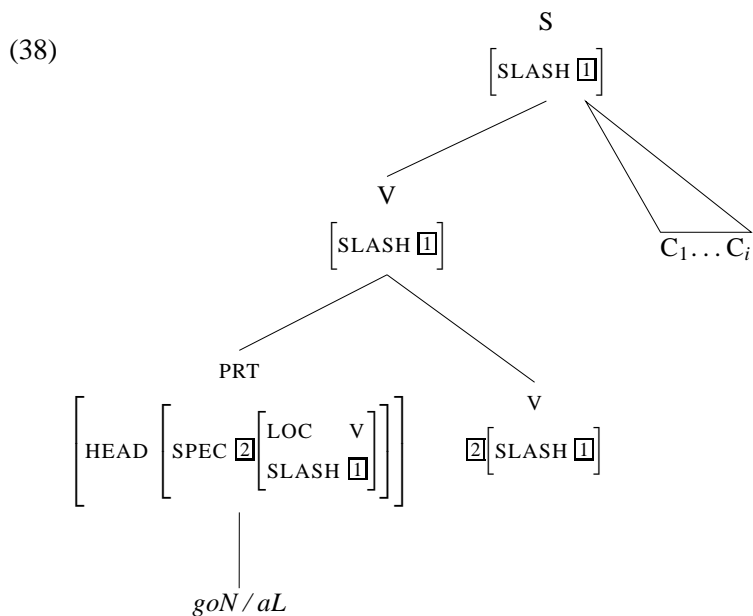 (38)
S
[SLASH 1]
V
[SLASH 1]
C1...Ci
PRT
V
[HEAD [SPEC 2 [LOC V
SLASH 1]]]
2[SLASH 1]
goN / aL